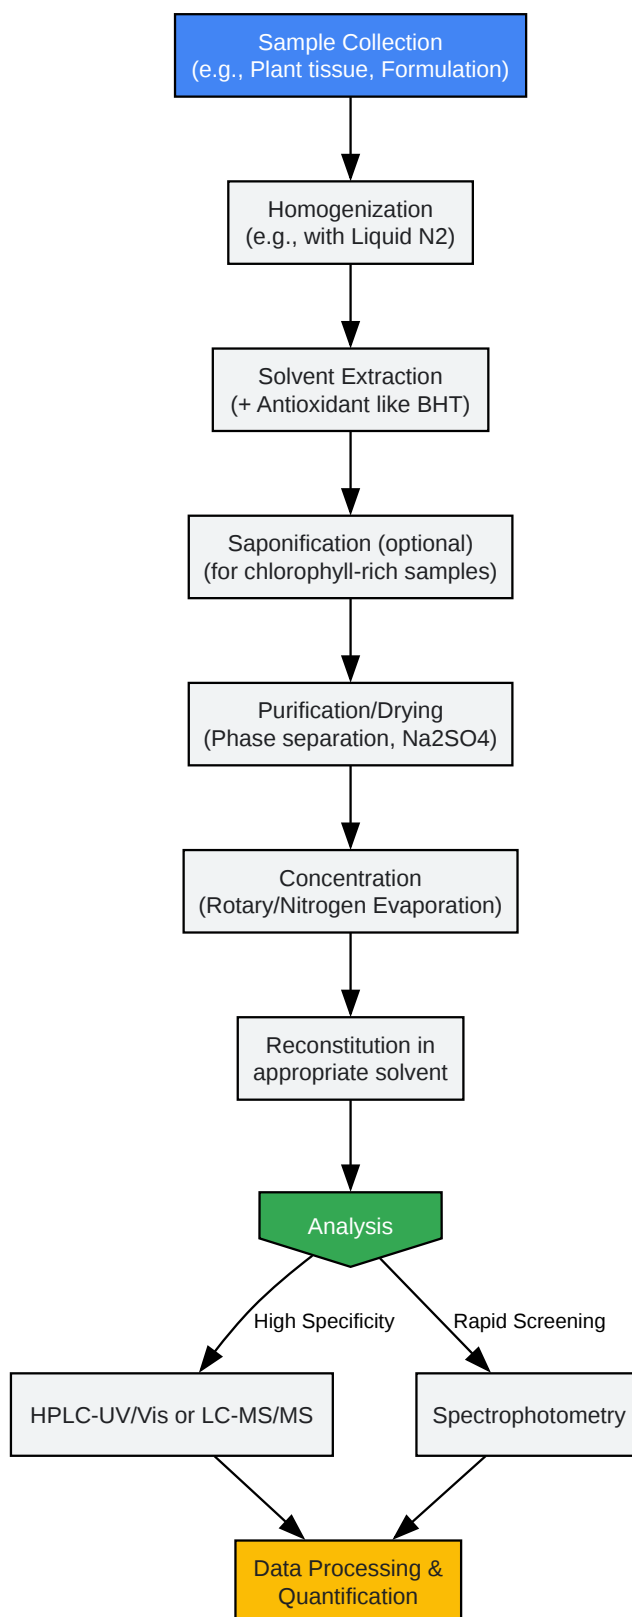 Sample Collection
(e.g., Plant tissue, Formulation)
Homogenization
(e.g., with Liquid N2)
Solvent Extraction
(+ Antioxidant like BHT)
Saponification (optional)
(for chlorophyll-rich samples)
Purification/Drying
(Phase separation, Na2SO4)
Concentration
(Rotary/Nitrogen Evaporation)
Reconstitution in
appropriate solvent
Analysis
High Specificity
Rapid Screening
HPLC-UV/Vis or LC-MS/MS
Spectrophotometry
Data Processing &
Quantification